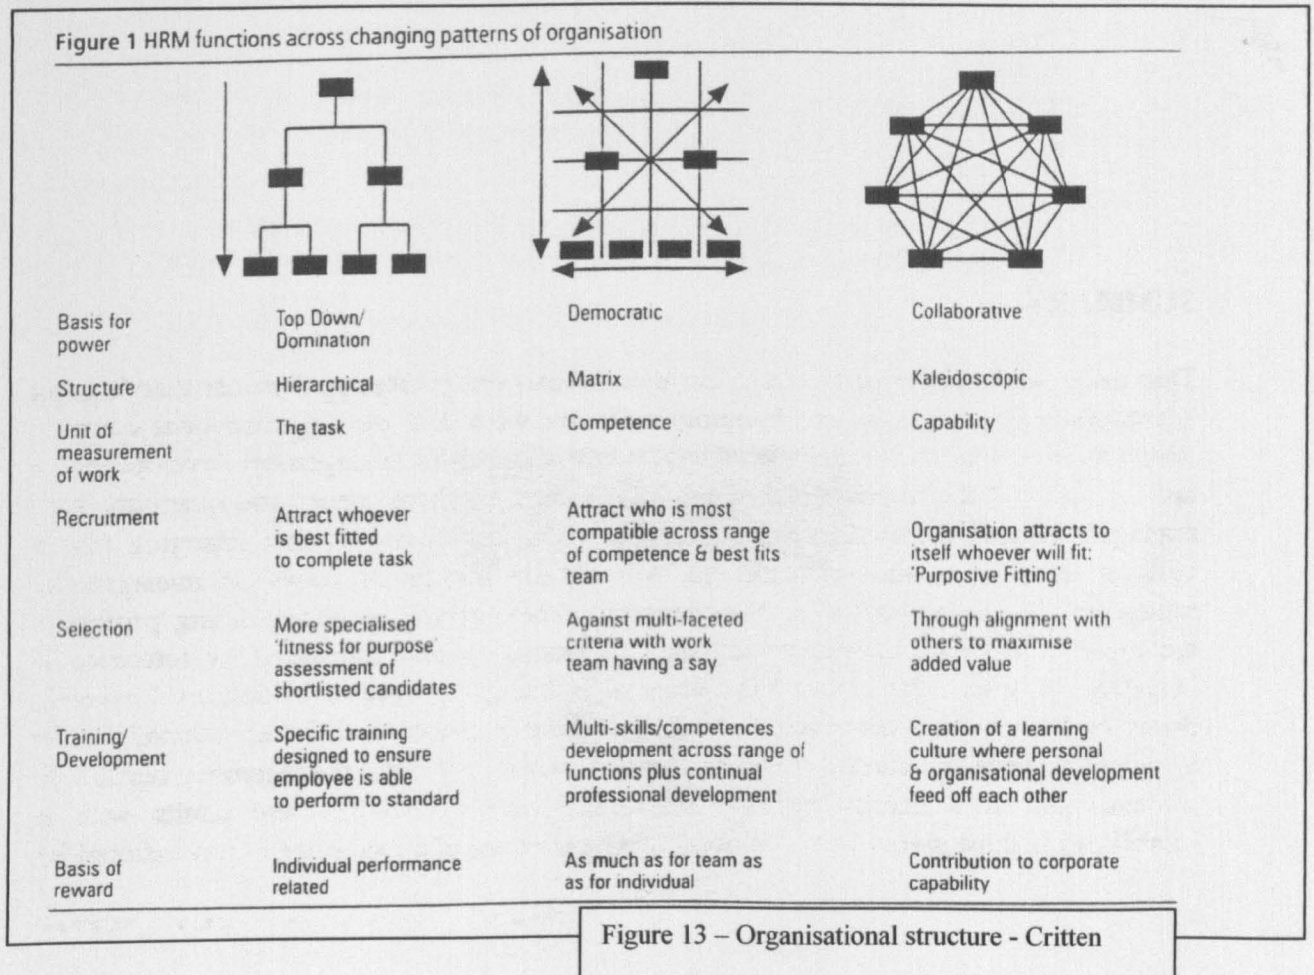 Figure 1 HRM functions across changing patterns of organisation
Basis for
power
Top Down/
Domination
Democratic
Collaborative
Structure
Hierarchical
Matrix
Kaleidoscopic
Unit of
measurement
of work
The task
Competence
Capability
Recruitment
Attract whoever
is best fitted
to complete task
Attract who is most
compatible across range
of competence & best fits
team
Organisation attracts to
itself whoever will fit:
'Purposive Fitting'
Selection
More specialised
'fitness for purpose'
assessment of
shortlisted candidates
Against multi-faceted
criteria with work
team having a say
Through alignment with
others to maximise
added value
Training/
Development
Specific training
designed to ensure
employee is able
to perform to standard
Multi-skills/competences
development across range of
functions plus continual
professional development
Creation of a learning
culture where personal
& organisational development
feed off each other
Basis of
reward
Individual performance
related
As much as for team as
as for individual
Contribution to corporate
capability
Figure 13 – Organisational structure - Critten